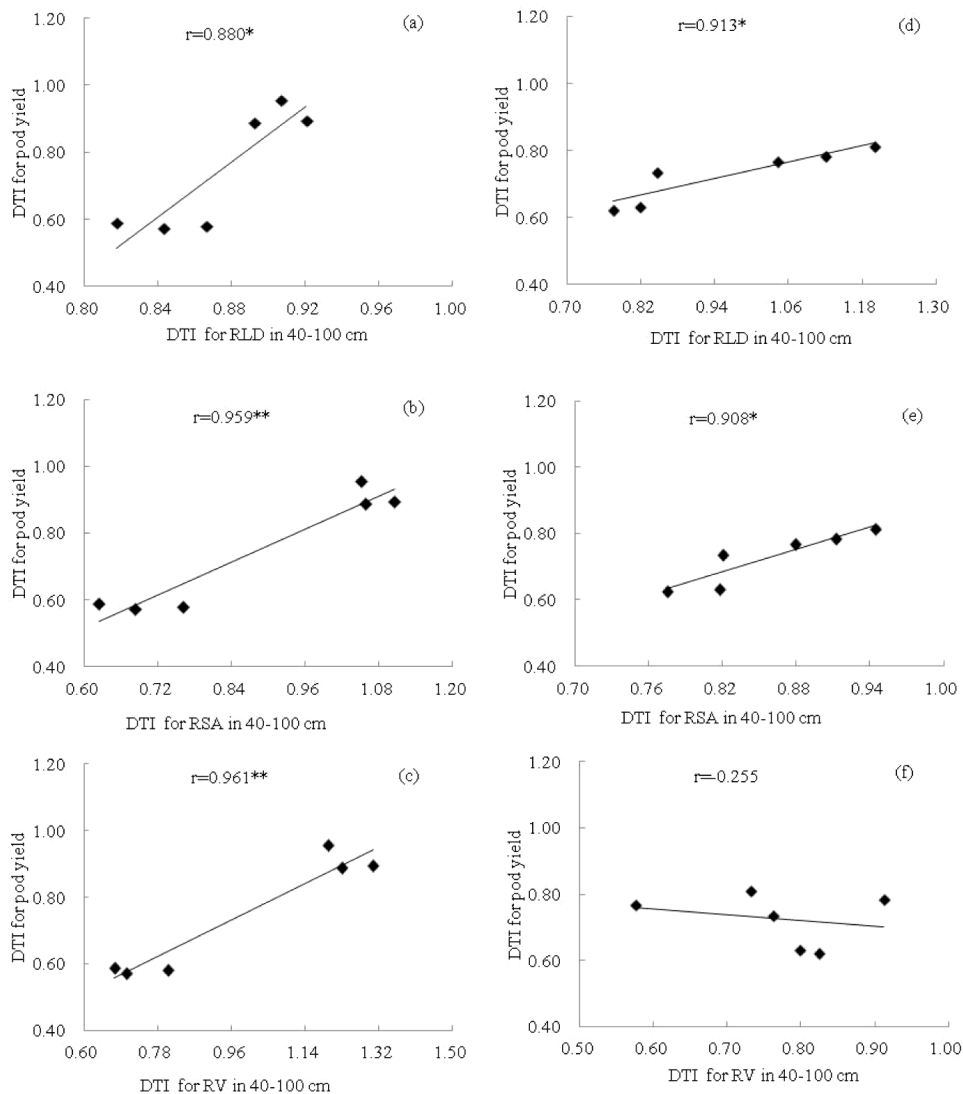 (a)
r=0.880*
DTI for pod yield
1.20
1.00
0.80
0.60
0.40
0.80 0.84 0.88 0.92 0.96 1.00
DTI for RLD in 40-100 cm
(d)
r=0.913*
DTI for pod yield
1.20
1.00
0.80
0.60
0.40
0.70 0.82 0.94 1.06 1.18 1.30
DTI for RLD in 40-100 cm
(b)
r=0.959**
DTI for pod yield
1.20
1.00
0.80
0.60
0.40
0.60 0.72 0.84 0.96 1.08 1.20
DTI for RSA in 40-100 cm
(e)
r=0.908*
DTI for pod yield
1.20
1.00
0.80
0.60
0.40
0.70 0.76 0.82 0.88 0.94 1.00
DTI for RSA in 40-100 cm
(c)
r=0.961**
DTI for pod yield
1.20
1.00
0.80
0.60
0.40
0.60 0.78 0.96 1.14 1.32 1.50
DTI for RV in 40-100 cm
(f)
r=-0.255
DTI for pod yield
1.20
1.00
0.80
0.60
0.40
0.50 0.60 0.70 0.80 0.90 1.00
DTI for RV in 40-100 cm